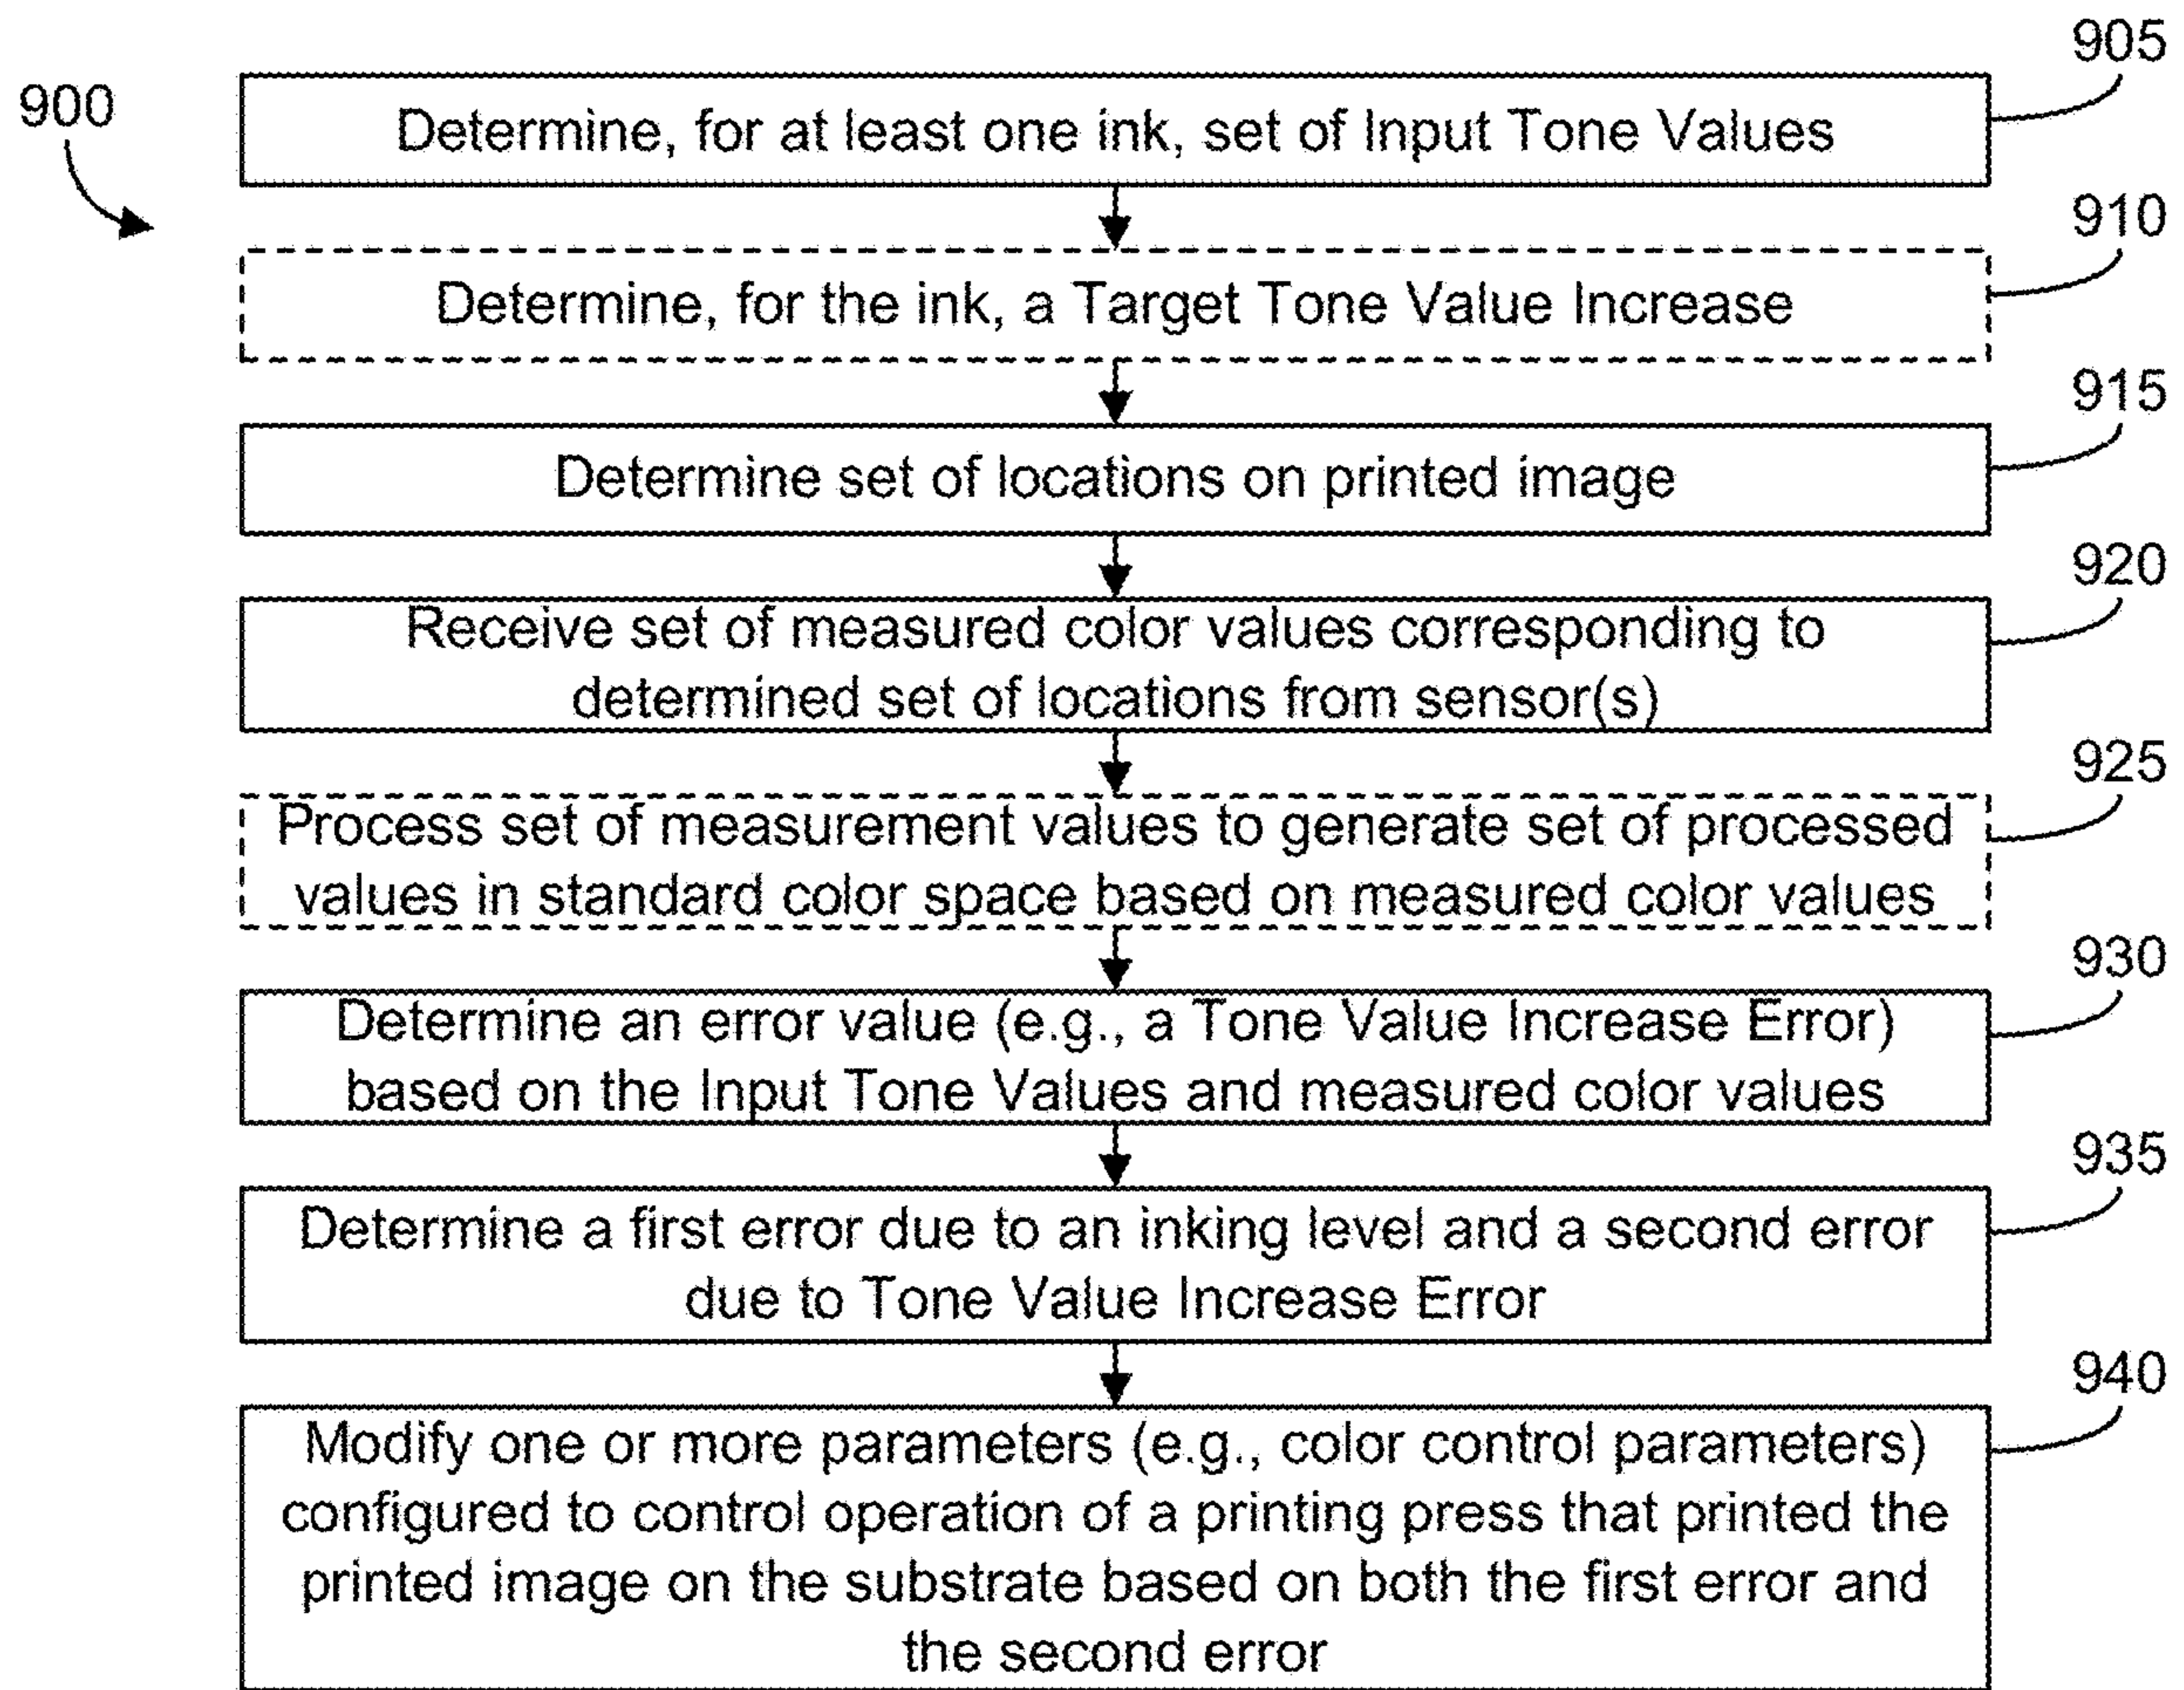 905
900
Determine, for at least one ink, set of Input Tone Values
910
Determine, for the ink, a Target Tone Value Increase
915
Determine set of locations on printed image
920
Receive set of measured color values corresponding to
determined set of locations from sensor(s)
925
Process set of measurement values to generate set of processed
values in standard color space based on measured color values
930
Determine an error value (e.g., a Tone Value Increase Error)
based on the Input Tone Values and measured color values
935
Determine a first error due to an inking level and a second error
due to Tone Value Increase Error
940
Modify one or more parameters (e.g., color control parameters)
configured to control operation of a printing press that printed the
printed image on the substrate based on both the first error and
the second error